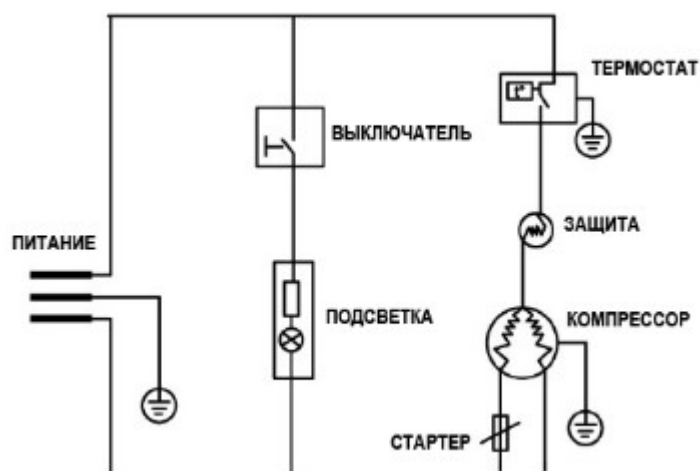 ТЕРМОСТАТ
t°
ВЫКЛЮЧАТЕЛЬ
ЗАЩИТА
ПИТАНИЕ
ПОДСВЕТКА
КОМПРЕССОР
СТАРТЕР